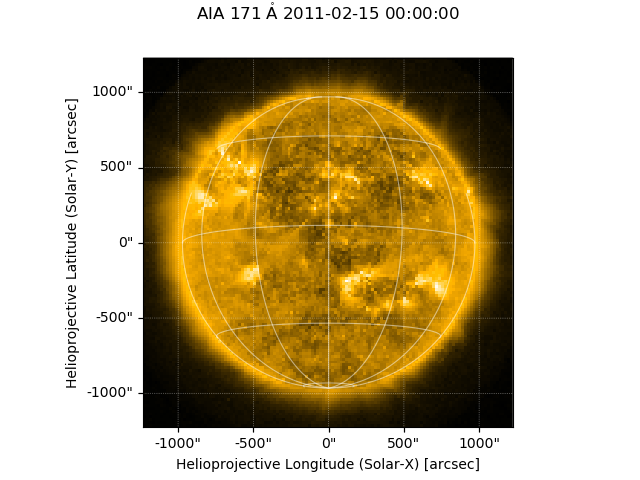 AIA 171 Å 2011-02-15 00:00:00
Helioprojective Latitude (Solar-Y) [arcsec]
1000"
500"
0"
-500"
-1000"
-1000" -500" 0" 500" 1000"
Helioprojective Longitude (Solar-X) [arcsec]